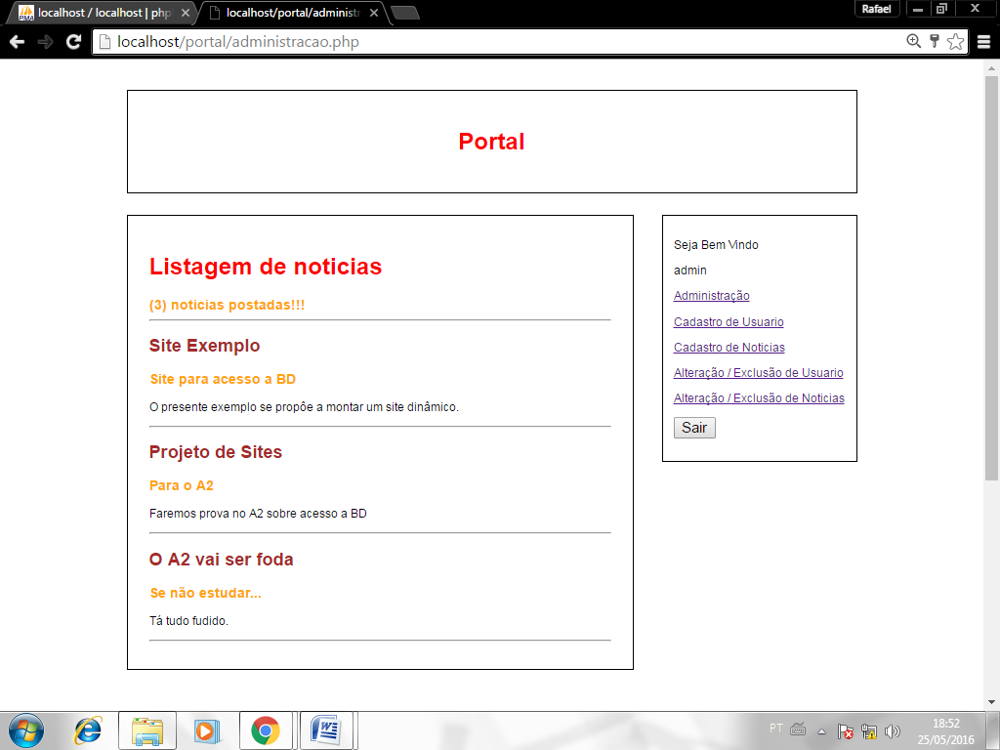 localhost / localhost | php
localhost/portal/administr
Rafael
localhost/portal/administracao.php
Portal
Listagem de noticias
(3) noticias postadas!!!
Site Exemplo
Site para acesso a BD
O presente exemplo se propõe a montar um site dinâmico.
Projeto de Sites
Para o A2
Faremos prova no A2 sobre acesso a BD
O A2 vai ser foda
Se não estudar...
Tá tudo fudido.
Seja Bem Vindo
admin
Administração
Cadastro de Usuario
Cadastro de Noticias
Alteração / Exclusão de Usuario
Alteração / Exclusão de Noticias
Sair
PT
18:52
25/05/2016